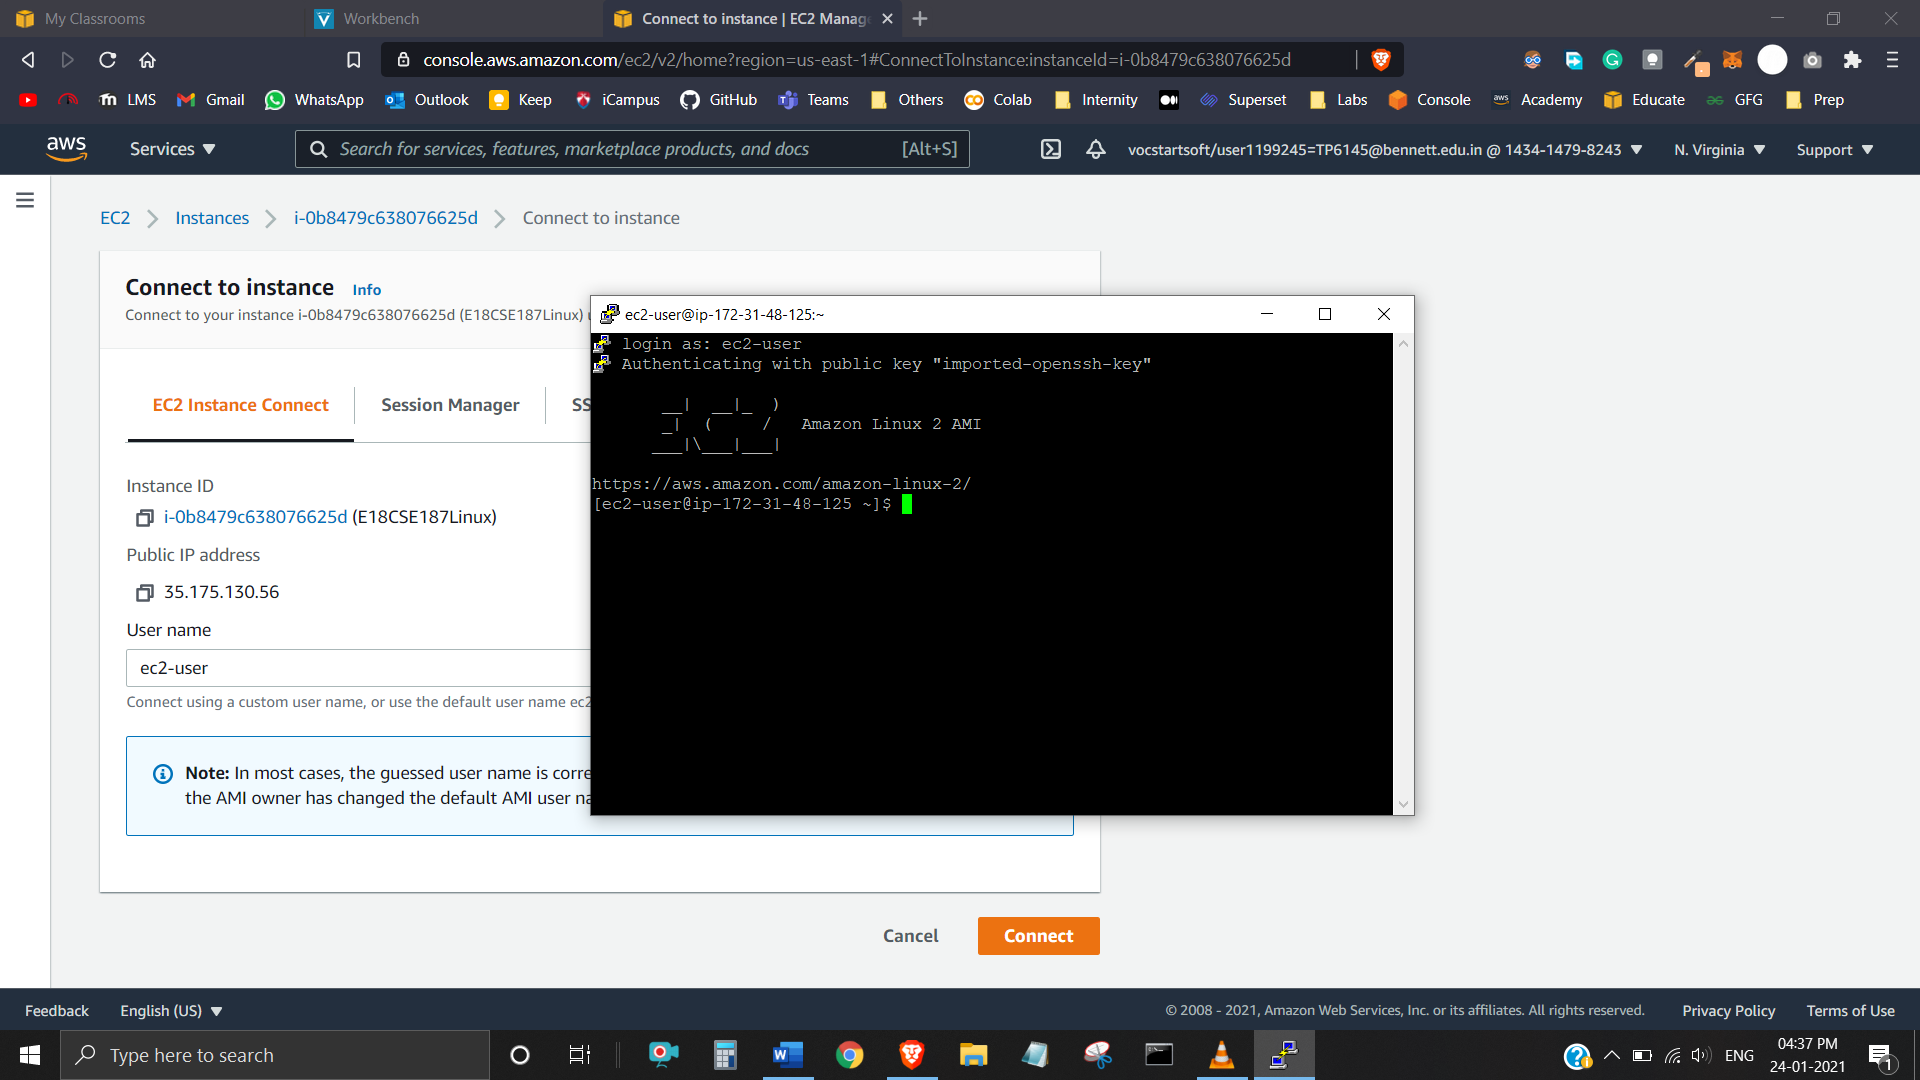 My Classrooms
Workbench
Connect to instance | EC2 Manag
console.aws.amazon.com/ec2/v2/home?region=us-east-1#ConnectToInstance:instanceId=i-0b8479c638076625d
LMS Gmail WhatsApp Outlook Keep iCampus GitHub Teams Others Colab Internity Superset Labs Console Academy Educate GFG Prep
aws Services Search for services, features, marketplace products, and docs [Alt+S] vocstartsoft/user1199245=TP6145@bennett.edu.in @ 1434-1479-8243 N. Virginia Support
EC2 Instances i-0b8479c638076625d Connect to instance
Connect to instance Info
Connect to your instance i-0b8479c638076625d (E18CSE187Linux)
EC2 Instance Connect Session Manager SS
Instance ID
i-0b8479c638076625d (E18CSE187Linux)
Public IP address
35.175.130.56
User name
ec2-user
Connect using a custom user name, or use the default user name ec2
Note: In most cases, the guessed user name is corre
the AMI owner has changed the default AMI user na
Cancel Connect
ec2-user@ip-172-31-48-125:~
login as: ec2-user
Authenticating with public key "imported-openssh-key"
       __|  __|_  )
       _|  (     /   Amazon Linux 2 AMI
      ___|\___|___|
https://aws.amazon.com/amazon-linux-2/
[ec2-user@ip-172-31-48-125 ~]$
Feedback English (US) © 2008 - 2021, Amazon Web Services, Inc. or its affiliates. All rights reserved. Privacy Policy Terms of Use
Type here to search
ENG
04:37 PM
24-01-2021
1